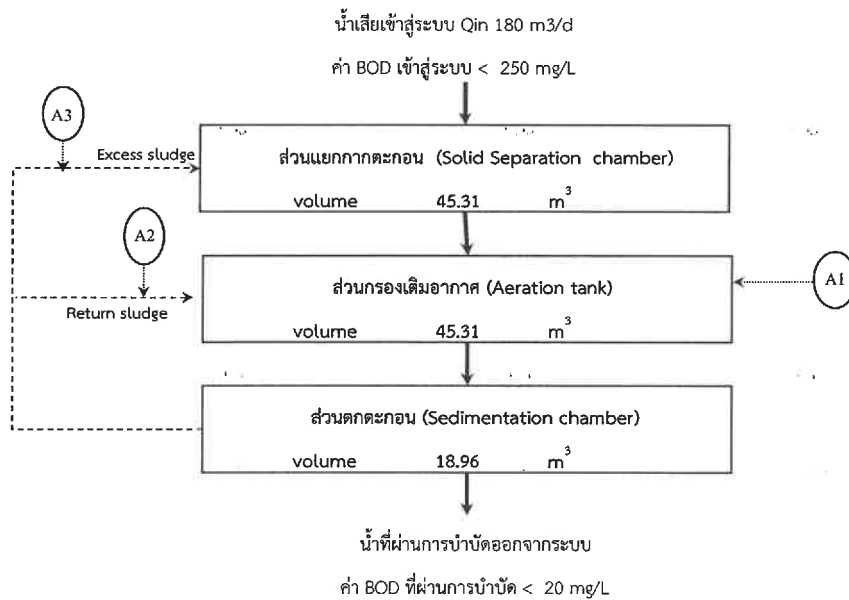 น้ำเสียเข้าสู่ระบบ Qin 180 m3/d
ค่า BOD เข้าสู่ระบบ < 250 mg/L
A3
Excess sludge
ส่วนแยกกากตะกอน (Solid Separation chamber)
volume 45.31 m³
A2
Return sludge
ส่วนกรองเติมอากาศ (Aeration tank)
volume 45.31 m³
A1
ส่วนตกตะกอน (Sedimentation chamber)
volume 18.96 m³
น้ำที่ผ่านการบำบัดออกจากระบบ
ค่า BOD ที่ผ่านการบำบัด < 20 mg/L